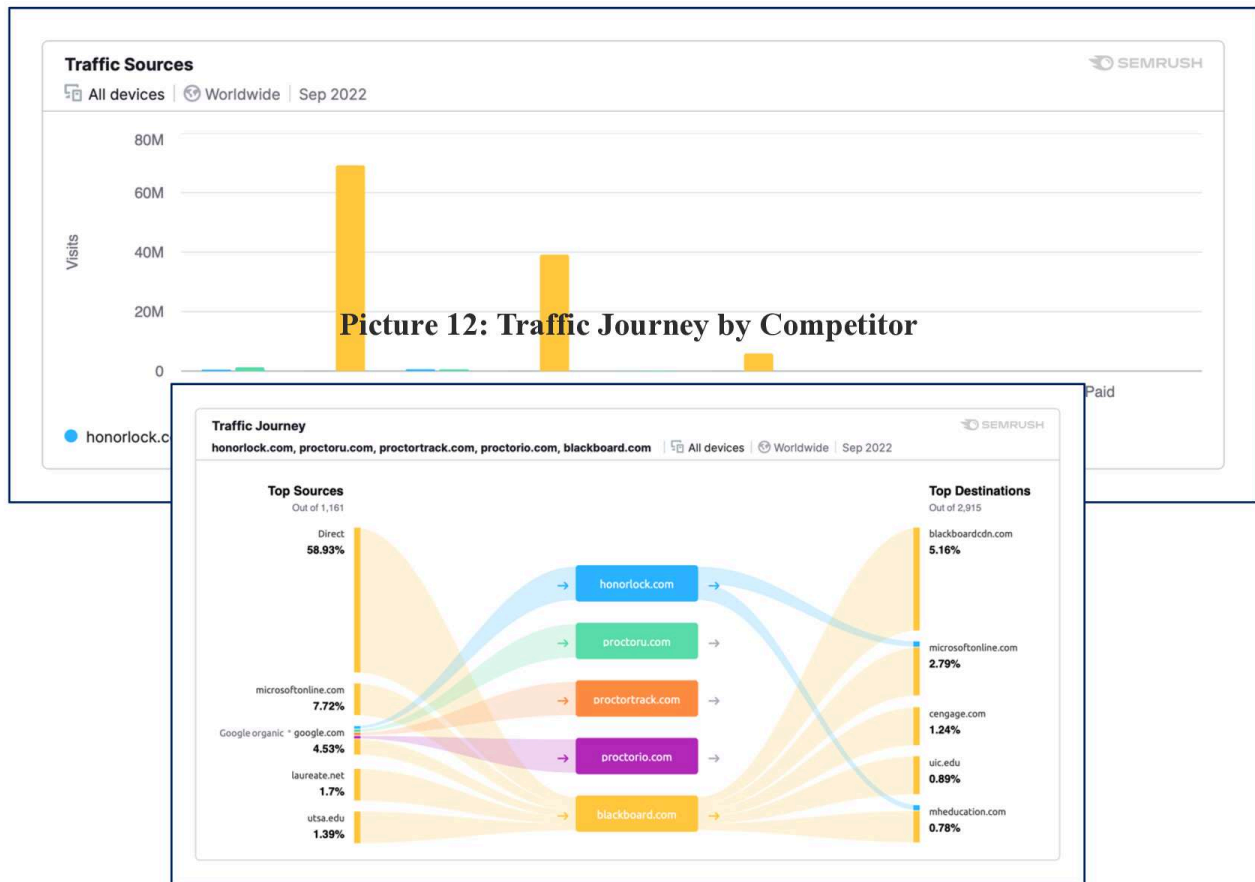 Traffic Sources
SEMRUSH
All devices | Worldwide | Sep 2022
80M
60M
40M
20M
0
Visits
Picture 12: Traffic Journey by Competitor
Paid
honorlock.c
Traffic Journey
SEMRUSH
honorlock.com, proctoru.com, proctortrack.com, proctorio.com, blackboard.com | All devices | Worldwide | Sep 2022
Top Sources
Out of 1,161
Direct
58.93%
microsoftonline.com
7.72%
Google organic * google.com
4.53%
laureate.net
1.7%
utsa.edu
1.39%
honorlock.com
proctoru.com
proctortrack.com
proctorio.com
blackboard.com
Top Destinations
Out of 2,915
blackboardcdn.com
5.16%
microsoftonline.com
2.79%
cengage.com
1.24%
uic.edu
0.89%
mheducation.com
0.78%